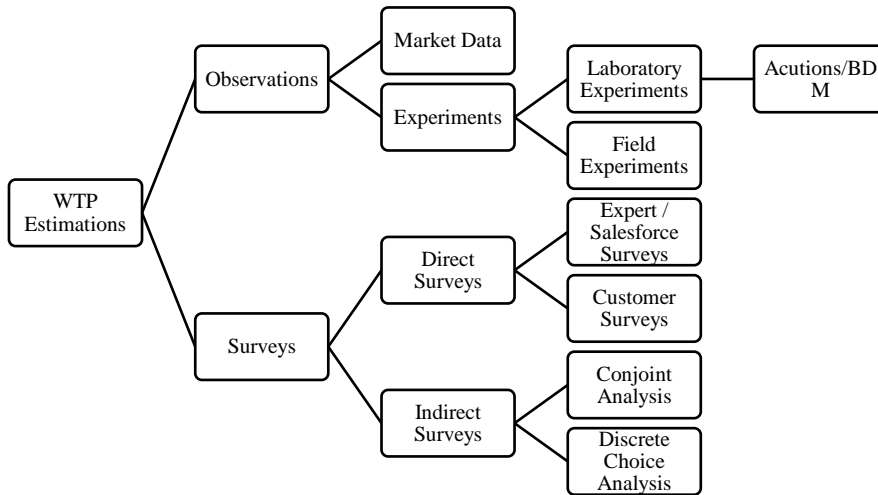 Market Data
Observations
Laboratory
Experiments
Acutions/BD
M
Experiments
Field
Experiments
WTP
Estimations
Expert /
Salesforce
Surveys
Direct
Surveys
Customer
Surveys
Surveys
Conjoint
Analysis
Indirect
Surveys
Discrete
Choice
Analysis